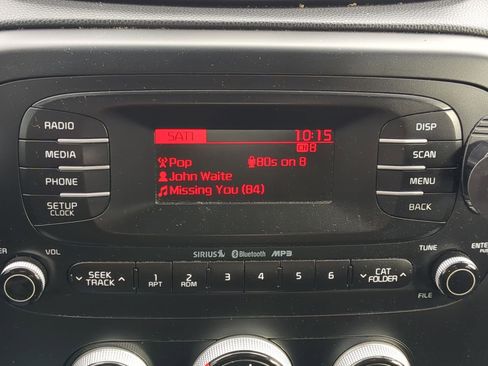 RADIO
MEDIA
PHONE
SETUP
CLOCK
SAT1 10:15
CH 8
Pop 80s on 8
John Waite
Missing You (84)
DISP
SCAN
MENU
BACK
SIRIUS Bluetooth MP3
VOL
SEEK
TRACK
1
RPT
2
RDM
3
4
5
6
CAT
FOLDER
TUNE
FILE